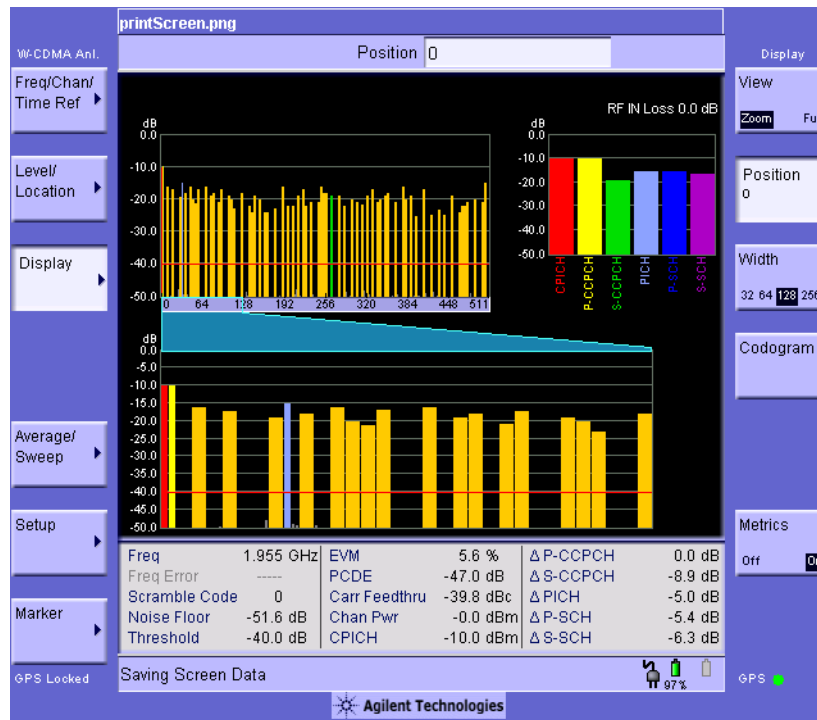 printScreen.png
W-CDMA Anl.
Position 0
Display
Freq/Chan/
Time Ref
Level/
Location
Display
Average/
Sweep
Setup
Marker
GPS Locked
RF IN Loss 0.0 dB
dB
0.0
-10.0
-20.0
-30.0
-40.0
-50.0
0 64 128 192 256 320 384 448 511
dB
0.0
-10.0
-20.0
-30.0
-40.0
-50.0
CPICH
P-CCPCH
S-CCPCH
PICH
P-SCH
S-SCH
dB
0.0
-5.0
-10.0
-15.0
-20.0
-25.0
-30.0
-35.0
-40.0
-45.0
-50.0
Freq 1.955 GHz
Freq Error -----
Scramble Code 0
Noise Floor -51.6 dB
Threshold -40.0 dB
EVM 5.6 %
PCDE -47.0 dB
Carr Feedthru -39.8 dBc
Chan Pwr -0.0 dBm
CPICH -10.0 dBm
Δ P-CCPCH 0.0 dB
Δ S-CCPCH -8.9 dB
Δ PICH -5.0 dB
Δ P-SCH -5.4 dB
Δ S-SCH -6.3 dB
Saving Screen Data
97%
Agilent Technologies
View
Zoom Fu
Position
0
Width
32 64 128 256
Codogram
Metrics
Off
GPS